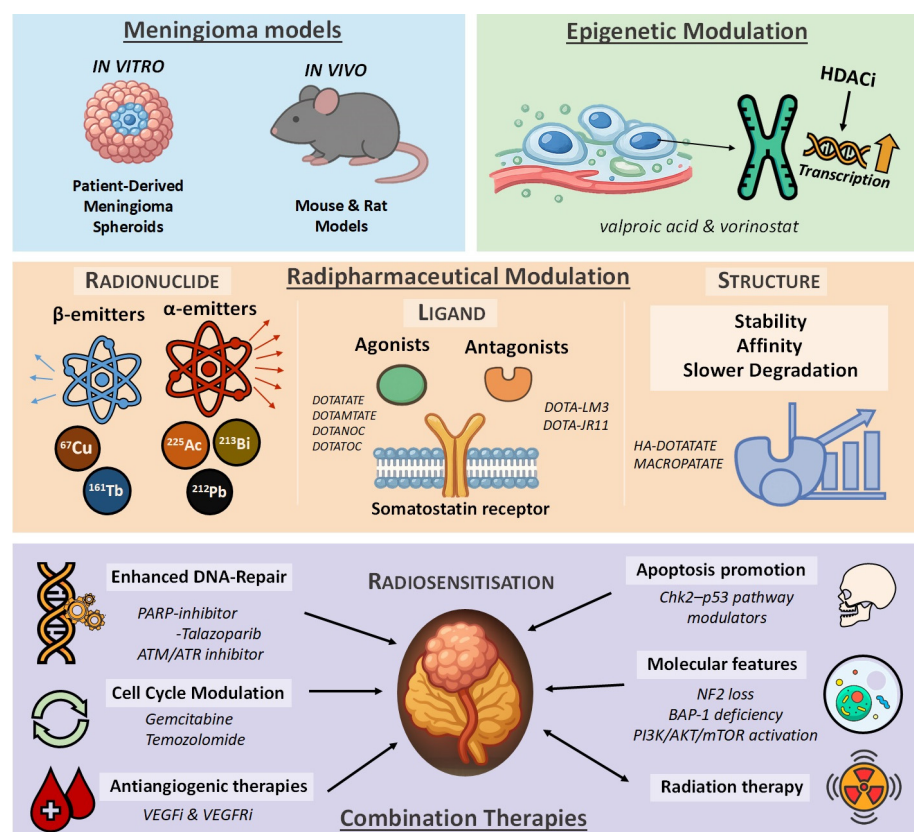 Meningioma models
IN VITRO
Patient-Derived
Meningioma
Spheroids
IN VIVO
Mouse & Rat
Models
Epigenetic Modulation
HDACi
Transcription
valproic acid & vorinostat
Radipharmaceutical Modulation
RADIONUCLIDE
β-emitters
α-emitters
⁶⁷Cu
¹⁶¹Tb
²²⁵Ac
²¹³Bi
²¹²Pb
LIGAND
Agonists
Antagonists
DOTATATE
DOTAMTATE
DOTANOC
DOTATOC
DOTA-LM3
DOTA-JR11
Somatostatin receptor
STRUCTURE
Stability
Affinity
Slower Degradation
HA-DOTATATE
MACROPATATE
RADIOSENSITISATION
Enhanced DNA-Repair
PARP-inhibitor
-Talazoparib
ATM/ATR inhibitor
Cell Cycle Modulation
Gemcitabine
Temozolomide
Antiangiogenic therapies
VEGFi & VEGFRi
Apoptosis promotion
Chk2–p53 pathway
modulators
Molecular features
NF2 loss
BAP-1 deficiency
PI3K/AKT/mTOR activation
Radiation therapy
Combination Therapies